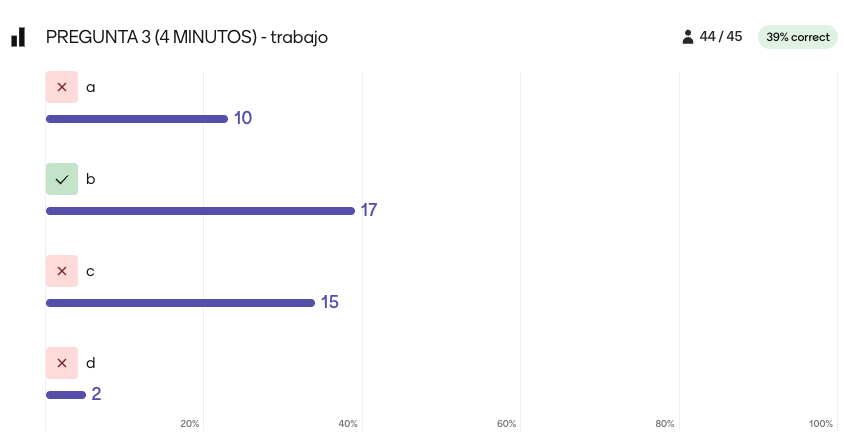 PREGUNTA 3 (4 MINUTOS) - trabajo
44 / 45
39% correct
a
10
b
17
c
15
d
2
20% 40% 60% 80% 100%